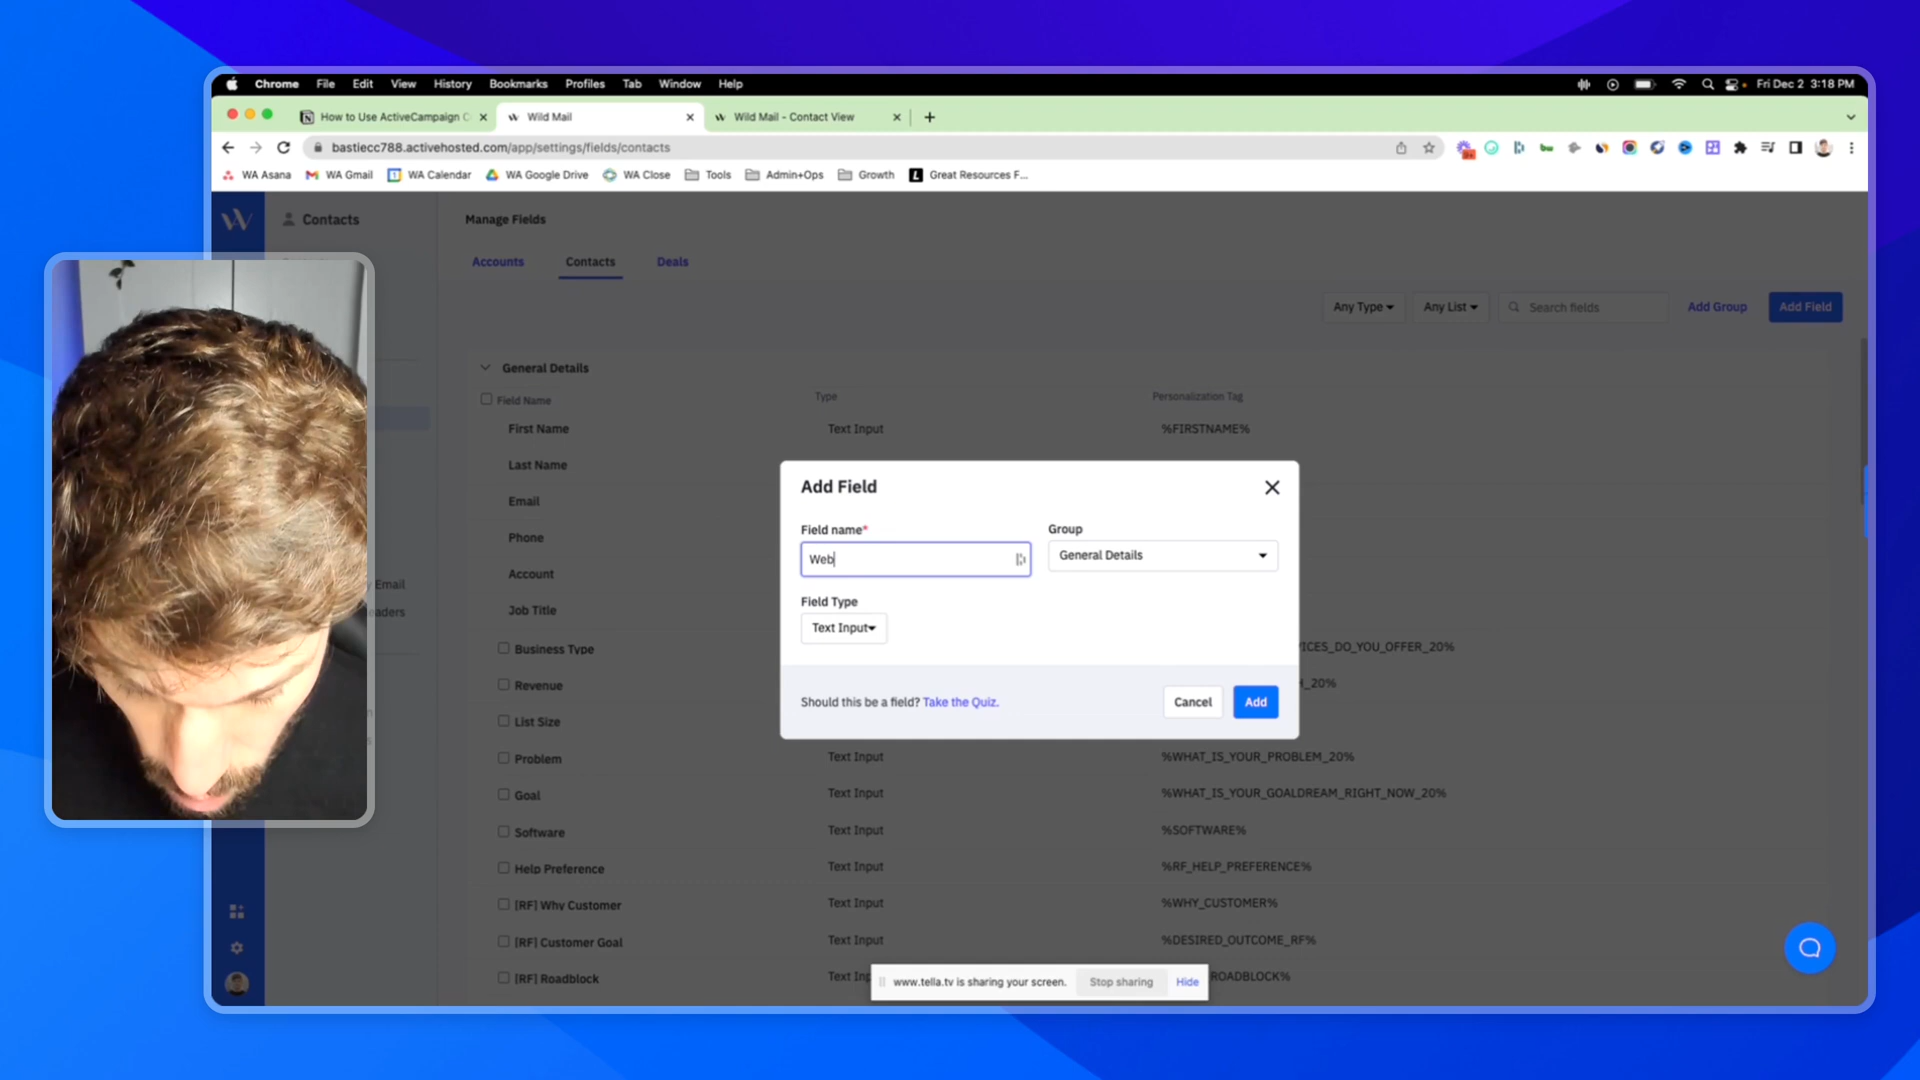 Chrome File Edit View History Bookmarks Profiles Tab Window Help Fri Dec 2 3:18 PM
How to Use ActiveCampaign C Wild Mail Wild Mail - Contact View
bastiecc788.activehosted.com/app/settings/fields/contacts
WA Asana WA Gmail WA Calendar WA Google Drive WA Close Tools Admin+Ops Growth Great Resources F...
Contacts
Manage Fields
Accounts Contacts Deals
Any Type Any List Search fields Add Group Add Field
General Details
Field Name Type Personalization Tag
First Name Text Input %FIRSTNAME%
Last Name
Email
Phone
Account
Job Title
Email
eaders
Add Field
Field name* Group
Web General Details
Field Type
Text Input
Should this be a field? Take the Quiz. Cancel Add
Business Type ICES_DO_YOU_OFFER_20%
Revenue _20%
List Size
Problem Text Input %WHAT_IS_YOUR_PROBLEM_20%
Goal Text Input %WHAT_IS_YOUR_GOALDREAM_RIGHT_NOW_20%
Software Text Input %SOFTWARE%
Help Preference Text Input %RF_HELP_PREFERENCE%
[RF] Why Customer Text Input %WHY_CUSTOMER%
[RF] Customer Goal Text Input %DESIRED_OUTCOME_RF%
[RF] Roadblock Text Inp ROADBLOCK%
www.tella.tv is sharing your screen. Stop sharing Hide